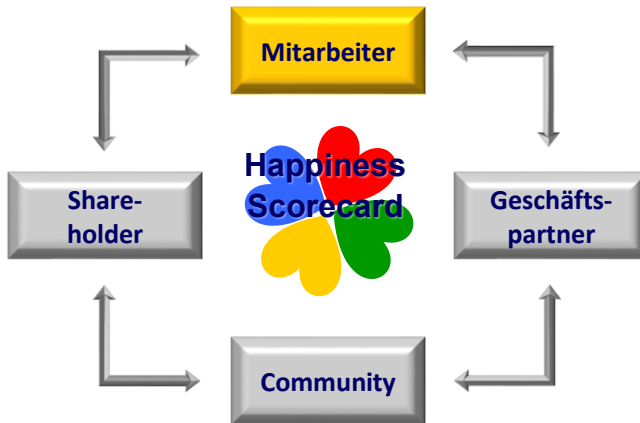 Mitarbeiter
Happiness
Scorecard
Share-
holder
Geschäfts-
partner
Community